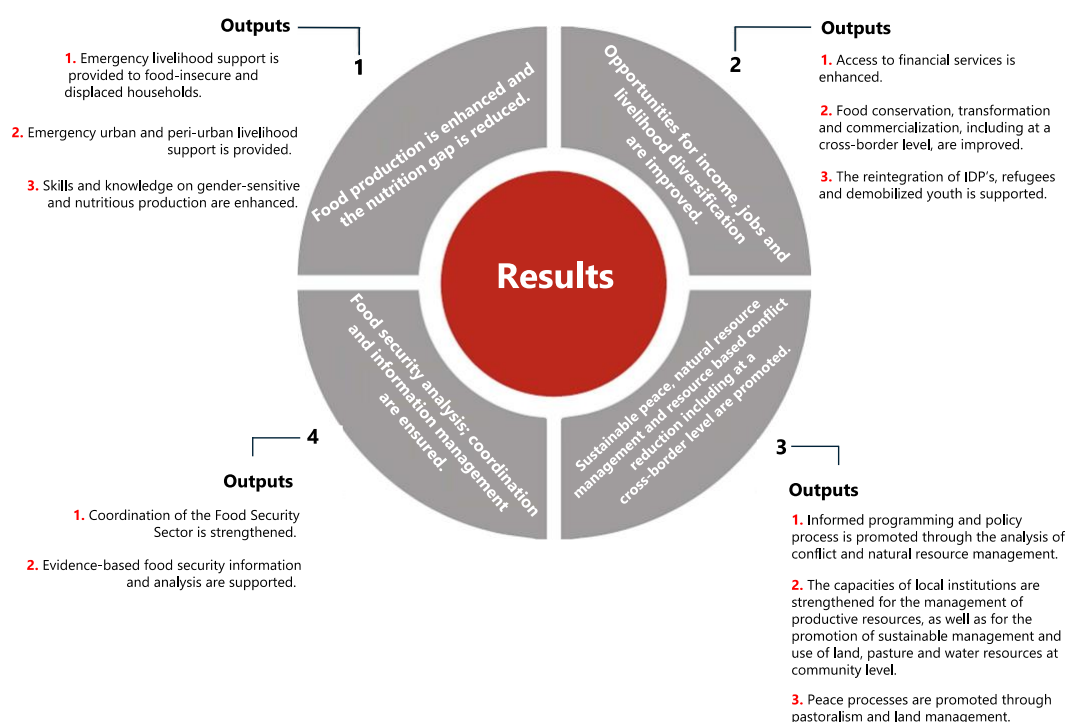 Outputs
1
1. Emergency livelihood support is
provided to food-insecure and
displaced households.
2. Emergency urban and peri-urban livelihood
support is provided.
3. Skills and knowledge on gender-sensitive
and nutritious production are enhanced.
Food production is enhanced and
the nutrition gap is reduced.
Outputs
2
1. Access to financial services is
enhanced.
2. Food conservation, transformation
and commercialization, including at a
cross-border level, are improved.
3. The reintegration of IDP's, refugees
and demobilized youth is supported.
Opportunities for income, jobs and
livelihood diversification
are improved.
Results
Sustainable peace, natural resource
management and resource based conflict
reduction including at a
cross-border level are promoted.
3
Outputs
1. Informed programming and policy
process is promoted through the analysis of
conflict and natural resource management.
2. The capacities of local institutions are
strengthened for the management of
productive resources, as well as for the
promotion of sustainable management and
use of land, pasture and water resources at
community level.
3. Peace processes are promoted through
pastoralism and land management.
Food security analysis; coordination
and information management
are ensured.
4
Outputs
1. Coordination of the Food Security
Sector is strengthened.
2. Evidence-based food security information
and analysis are supported.